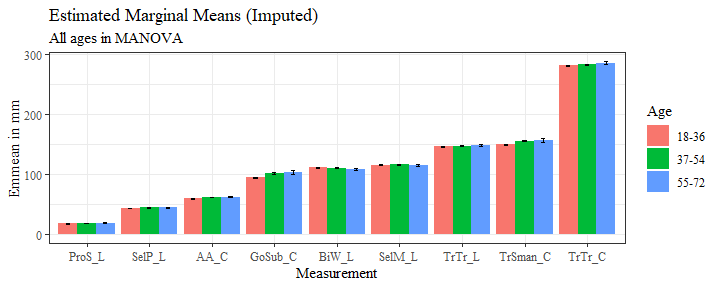 Estimated Marginal Means (Imputed)
All ages in MANOVA
Emmean in mm
300
200
100
0
ProS_L SelP_L AA_C GoSub_C BiW_L SelM_L TrTr_L TrSman_C TrTr_C
Measurement
Age
18-36
37-54
55-72